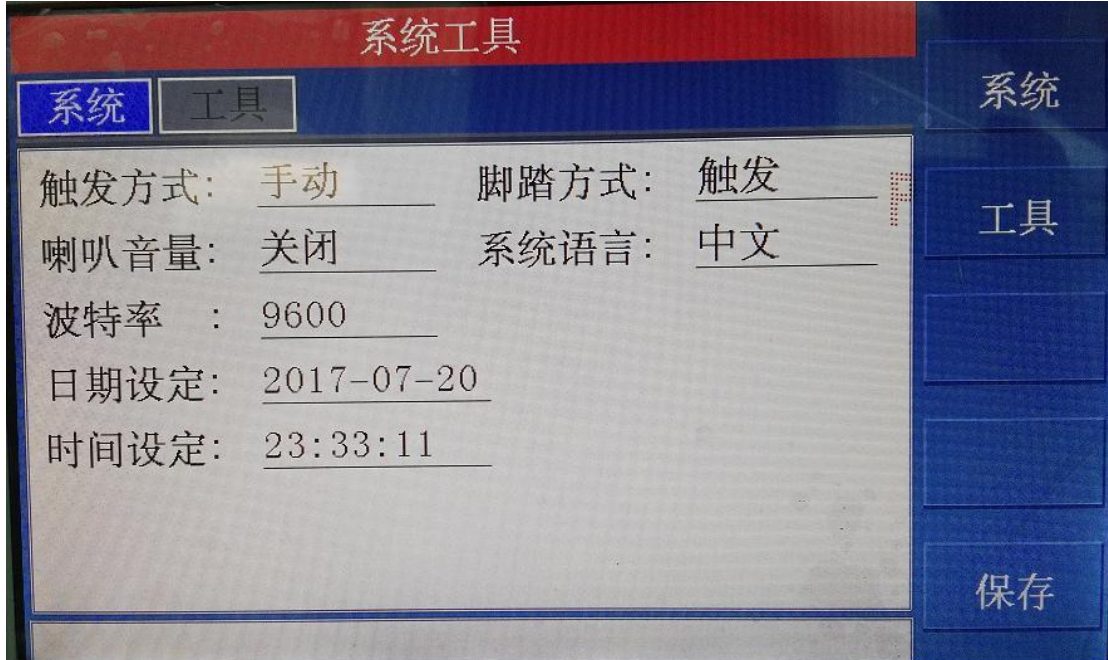 系统工具
系统 工具
触发方式: 手动 脚踏方式: 触发
喇叭音量: 关闭 系统语言: 中文
波特率 : 9600
日期设定: 2017-07-20
时间设定: 23:33:11
系统
工具
保存